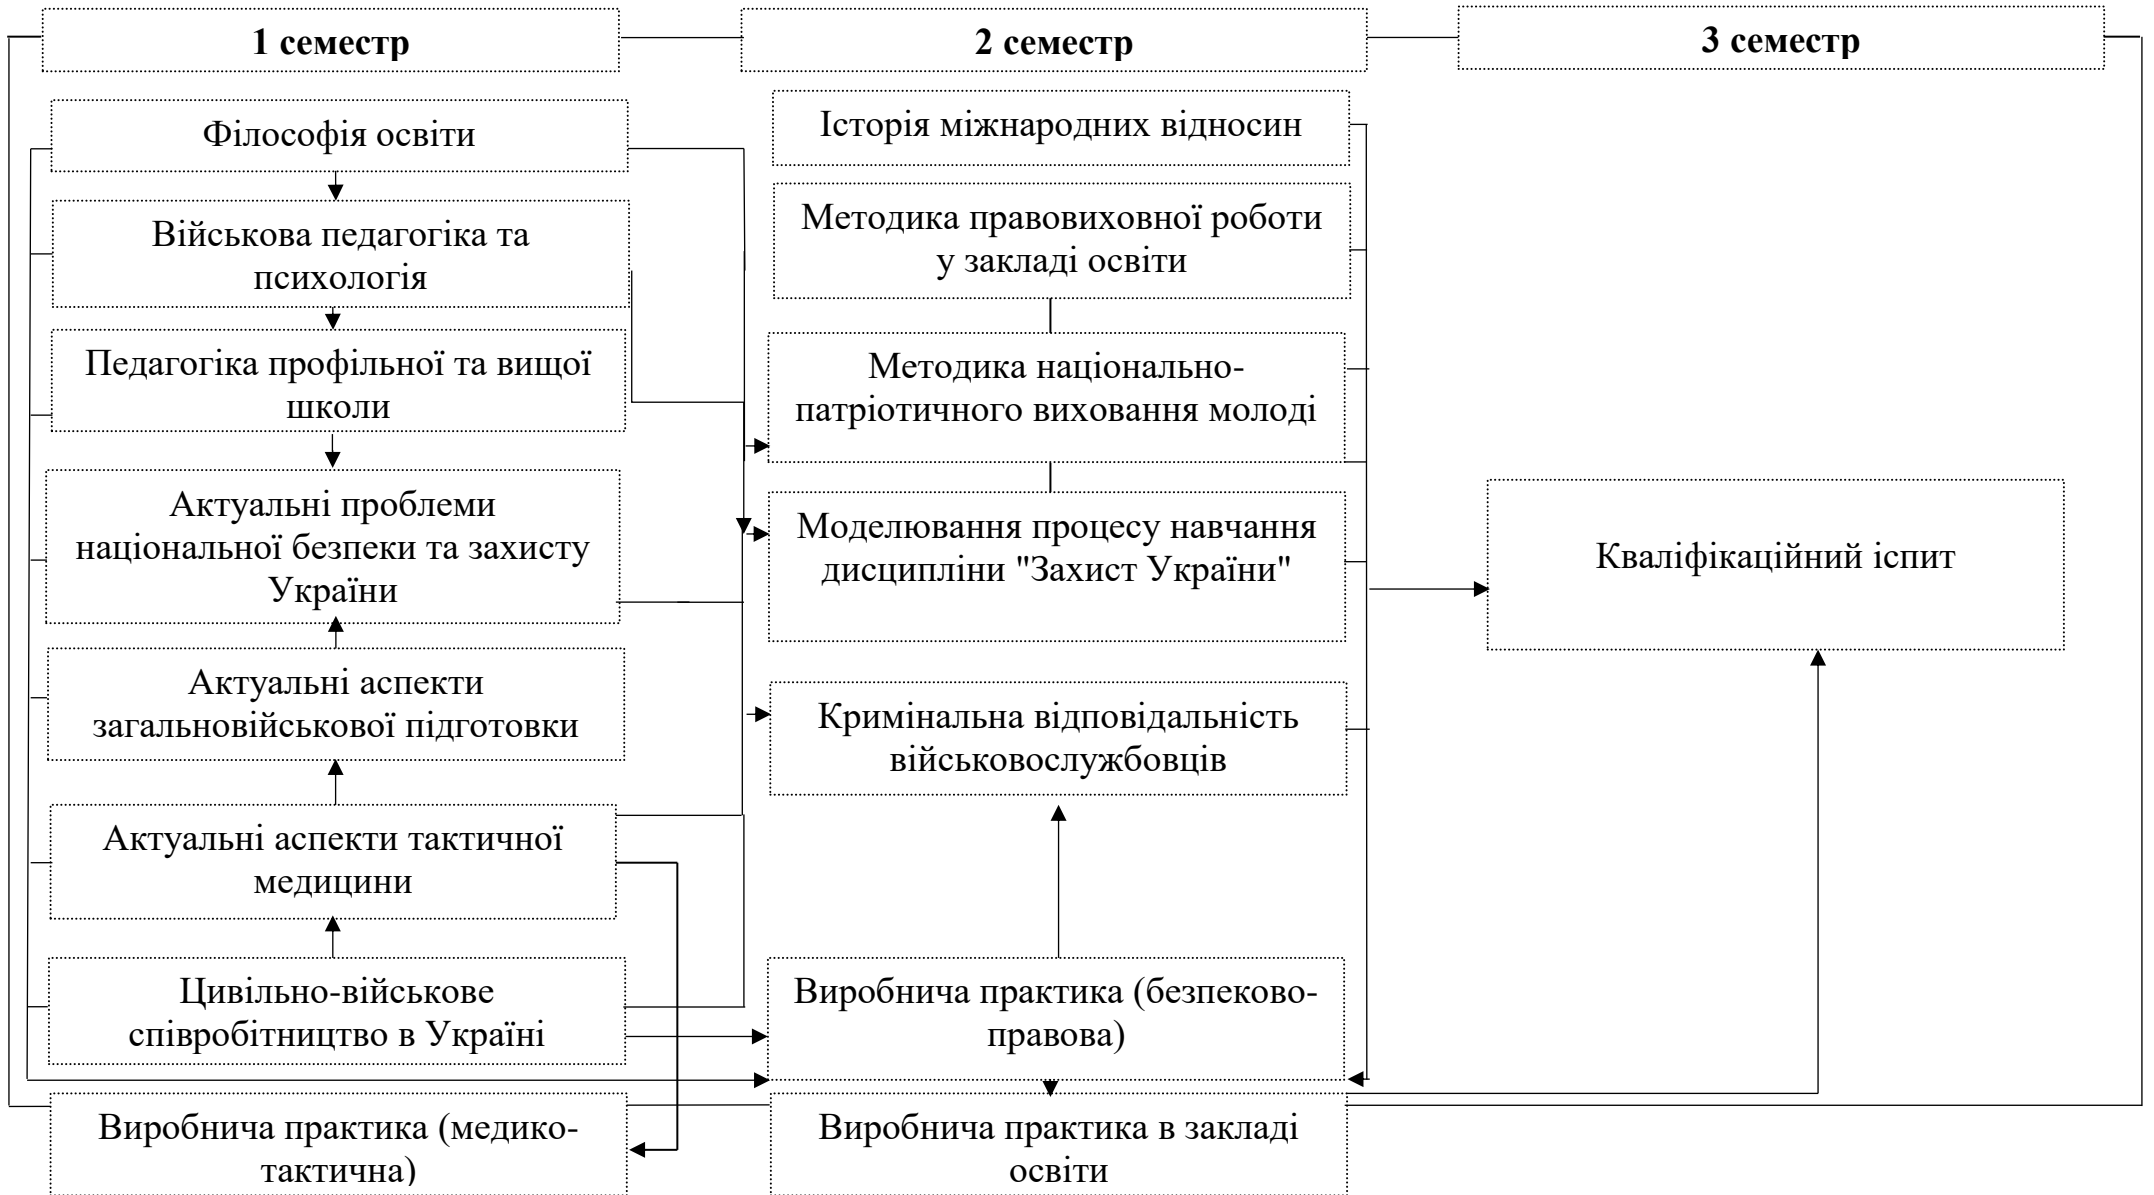 1 семестр
2 семестр
3 семестр
Філософія освіти
Військова педагогіка та
психологія
Педагогіка профільної та вищої
школи
Актуальні проблеми
національної безпеки та захисту
України
Актуальні аспекти
загальновійськової підготовки
Актуальні аспекти тактичної
медицини
Цивільно-військове
співробітництво в Україні
Виробнича практика (медико-
тактична)
Історія міжнародних відносин
Методика правовиховної роботи
у закладі освіти
Методика національно-
патріотичного виховання молоді
Моделювання процесу навчання
дисципліни "Захист України"
Кримінальна відповідальність
військовослужбовців
Виробнича практика (безпеково-
правова)
Виробнича практика в закладі
освіти
Кваліфікаційний іспит